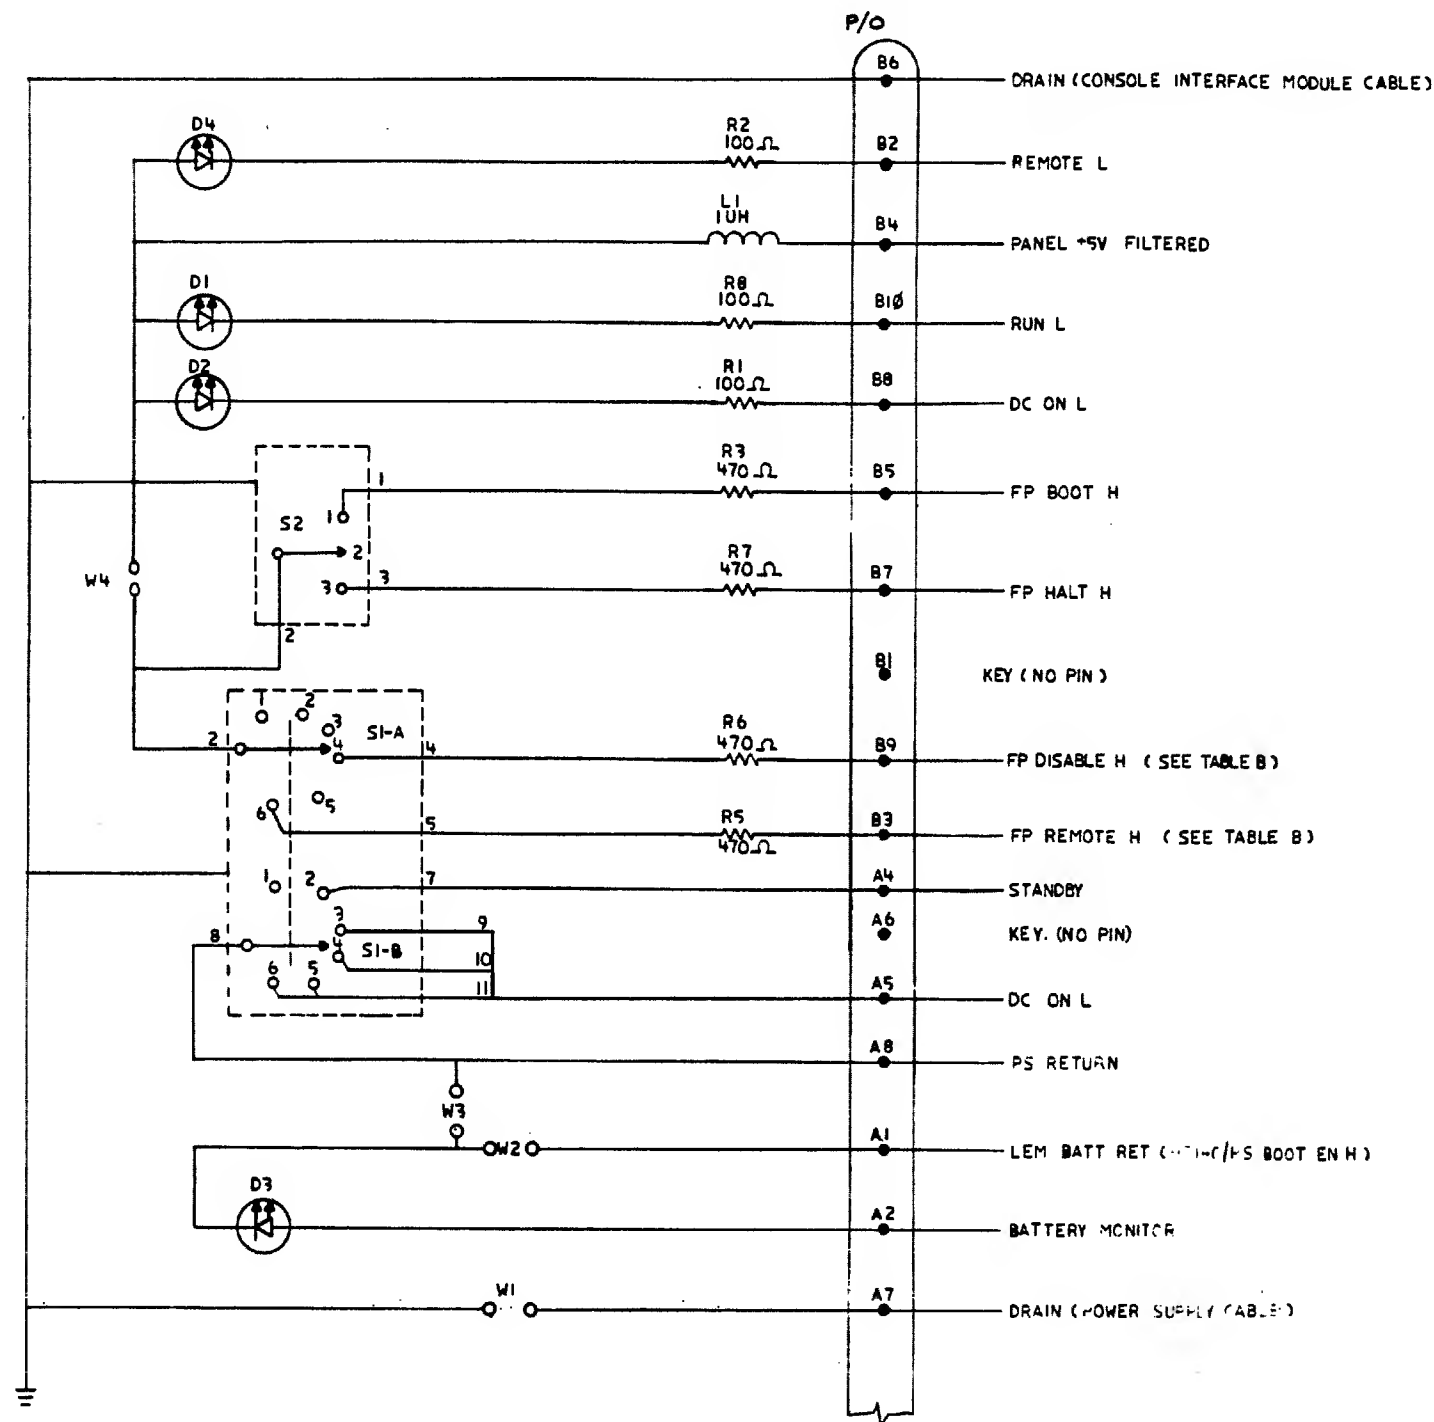 P/O
B6
DRAIN (CONSOLE INTERFACE MODULE CABLE)
D4
R2
100Ω
B2
REMOTE L
L1
1UH
B4
PANEL +5V FILTERED
D1
R8
100Ω
B1Ø
RUN L
D2
R1
100Ω
B8
DC ON L
R3
470Ω
B5
FP BOOT H
1
1
S2
2
W4
R7
470Ω
B7
FP HALT H
3
3
2
B1
KEY (NO PIN)
1
2
3
S1-A
2
4
4
R6
470Ω
B9
FP DISABLE H (SEE TABLE B)
6
5
5
R5
470Ω
B3
FP REMOTE H (SEE TABLE B)
1
2
7
A4
STANDBY
3
9
A6
KEY. (NO PIN)
8
4
S1-B
10
6
5
11
A5
DC ON L
A8
PS RETURN
W3
W2
A1
LEM BATT RET ( BOOT EN H)
D3
A2
BATTERY MONITOR
W1
A7
DRAIN (POWER SUPPLY CABLE)